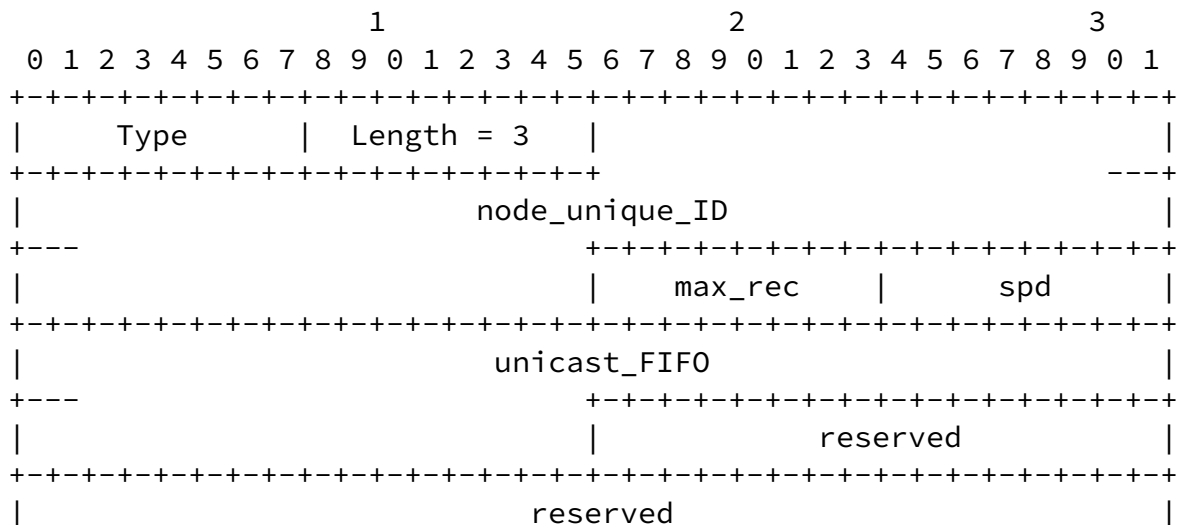 1                   2                   3
 0 1 2 3 4 5 6 7 8 9 0 1 2 3 4 5 6 7 8 9 0 1 2 3 4 5 6 7 8 9 0 1
+-+-+-+-+-+-+-+-+-+-+-+-+-+-+-+-+-+-+-+-+-+-+-+-+-+-+-+-+-+-+-+-+
|     Type      |  Length = 3   |                               |
+-+-+-+-+-+-+-+-+-+-+-+-+-+-+-+-+                            ---+
|                         node_unique_ID                        |
+---                            +-+-+-+-+-+-+-+-+-+-+-+-+-+-+-+-+
|                               |    max_rec    |      spd      |
+-+-+-+-+-+-+-+-+-+-+-+-+-+-+-+-+-+-+-+-+-+-+-+-+-+-+-+-+-+-+-+-+
|                          unicast_FIFO                         |
+---                            +-+-+-+-+-+-+-+-+-+-+-+-+-+-+-+-+
|                               |            reserved           |
+-+-+-+-+-+-+-+-+-+-+-+-+-+-+-+-+-+-+-+-+-+-+-+-+-+-+-+-+-+-+-+-+
|                            reserved                           |